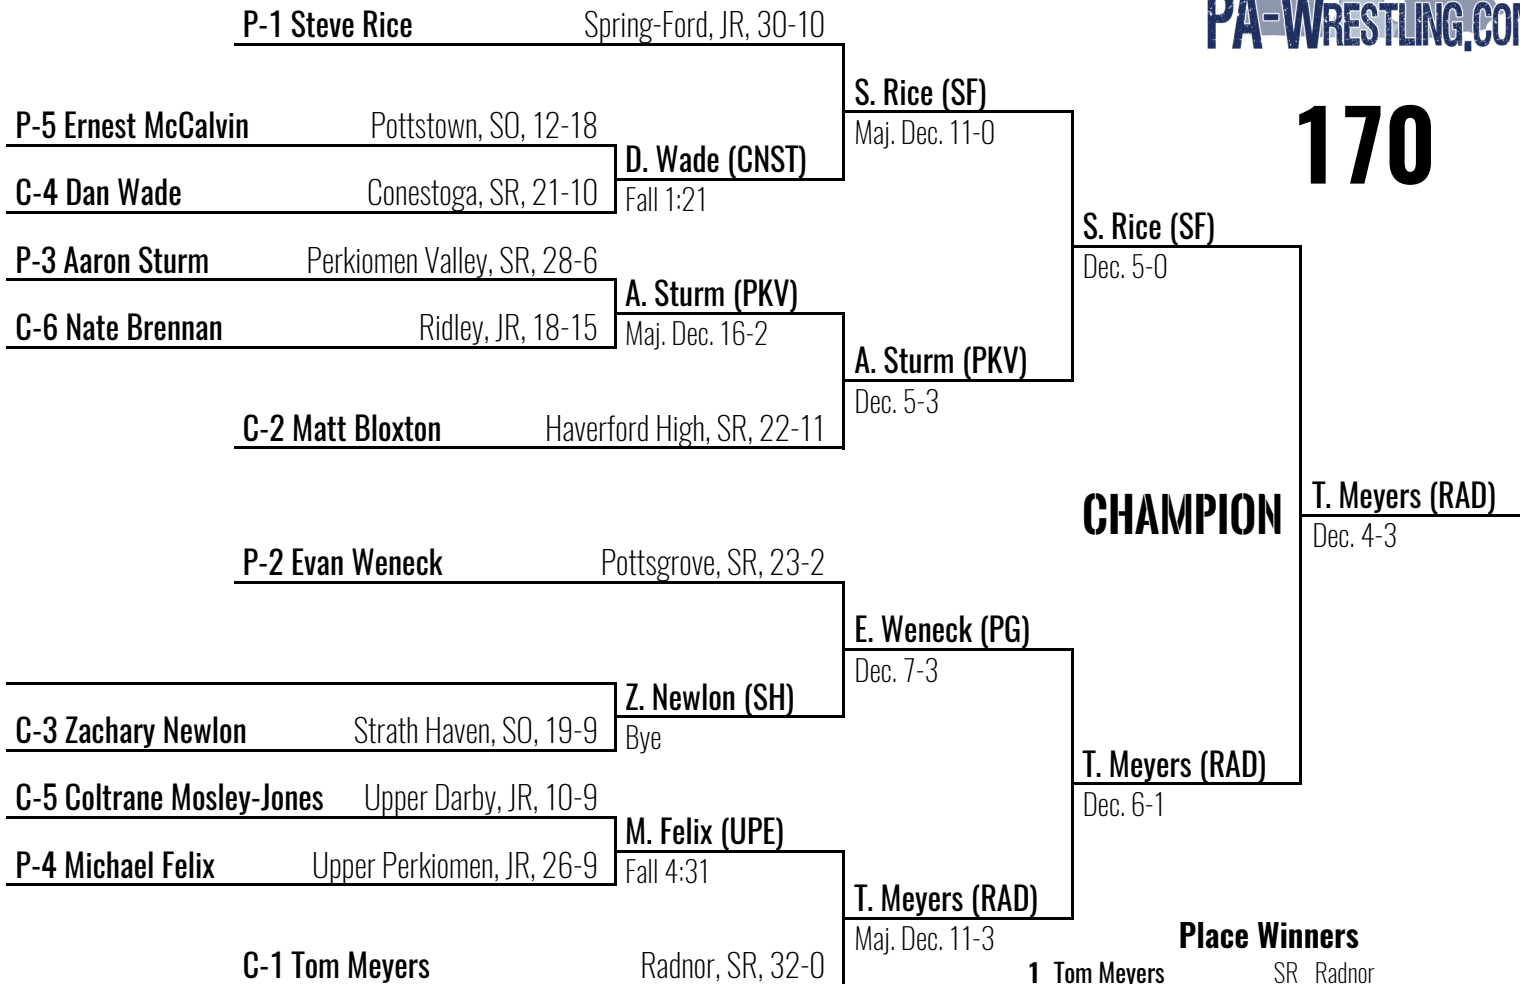 P-1 Steve Rice Spring-Ford, JR, 30-10
PA-WRESTLING.COM
S. Rice (SF)
Maj. Dec. 11-0
170
P-5 Ernest McCalvin Pottstown, SO, 12-18
D. Wade (CNST)
Fall 1:21
C-4 Dan Wade Conestoga, SR, 21-10
S. Rice (SF)
Dec. 5-0
P-3 Aaron Sturm Perkiomen Valley, SR, 28-6
A. Sturm (PKV)
Maj. Dec. 16-2
C-6 Nate Brennan Ridley, JR, 18-15
A. Sturm (PKV)
Dec. 5-3
C-2 Matt Bloxton Haverford High, SR, 22-11
CHAMPION
T. Meyers (RAD)
Dec. 4-3
P-2 Evan Weneck Pottsgrove, SR, 23-2
E. Weneck (PG)
Dec. 7-3
Z. Newlon (SH)
Bye
C-3 Zachary Newlon Strath Haven, SO, 19-9
T. Meyers (RAD)
Dec. 6-1
C-5 Coltrane Mosley-Jones Upper Darby, JR, 10-9
M. Felix (UPE)
Fall 4:31
P-4 Michael Felix Upper Perkiomen, JR, 26-9
T. Meyers (RAD)
Maj. Dec. 11-3
C-1 Tom Meyers Radnor, SR, 32-0
Place Winners
1 Tom Meyers SR Radnor